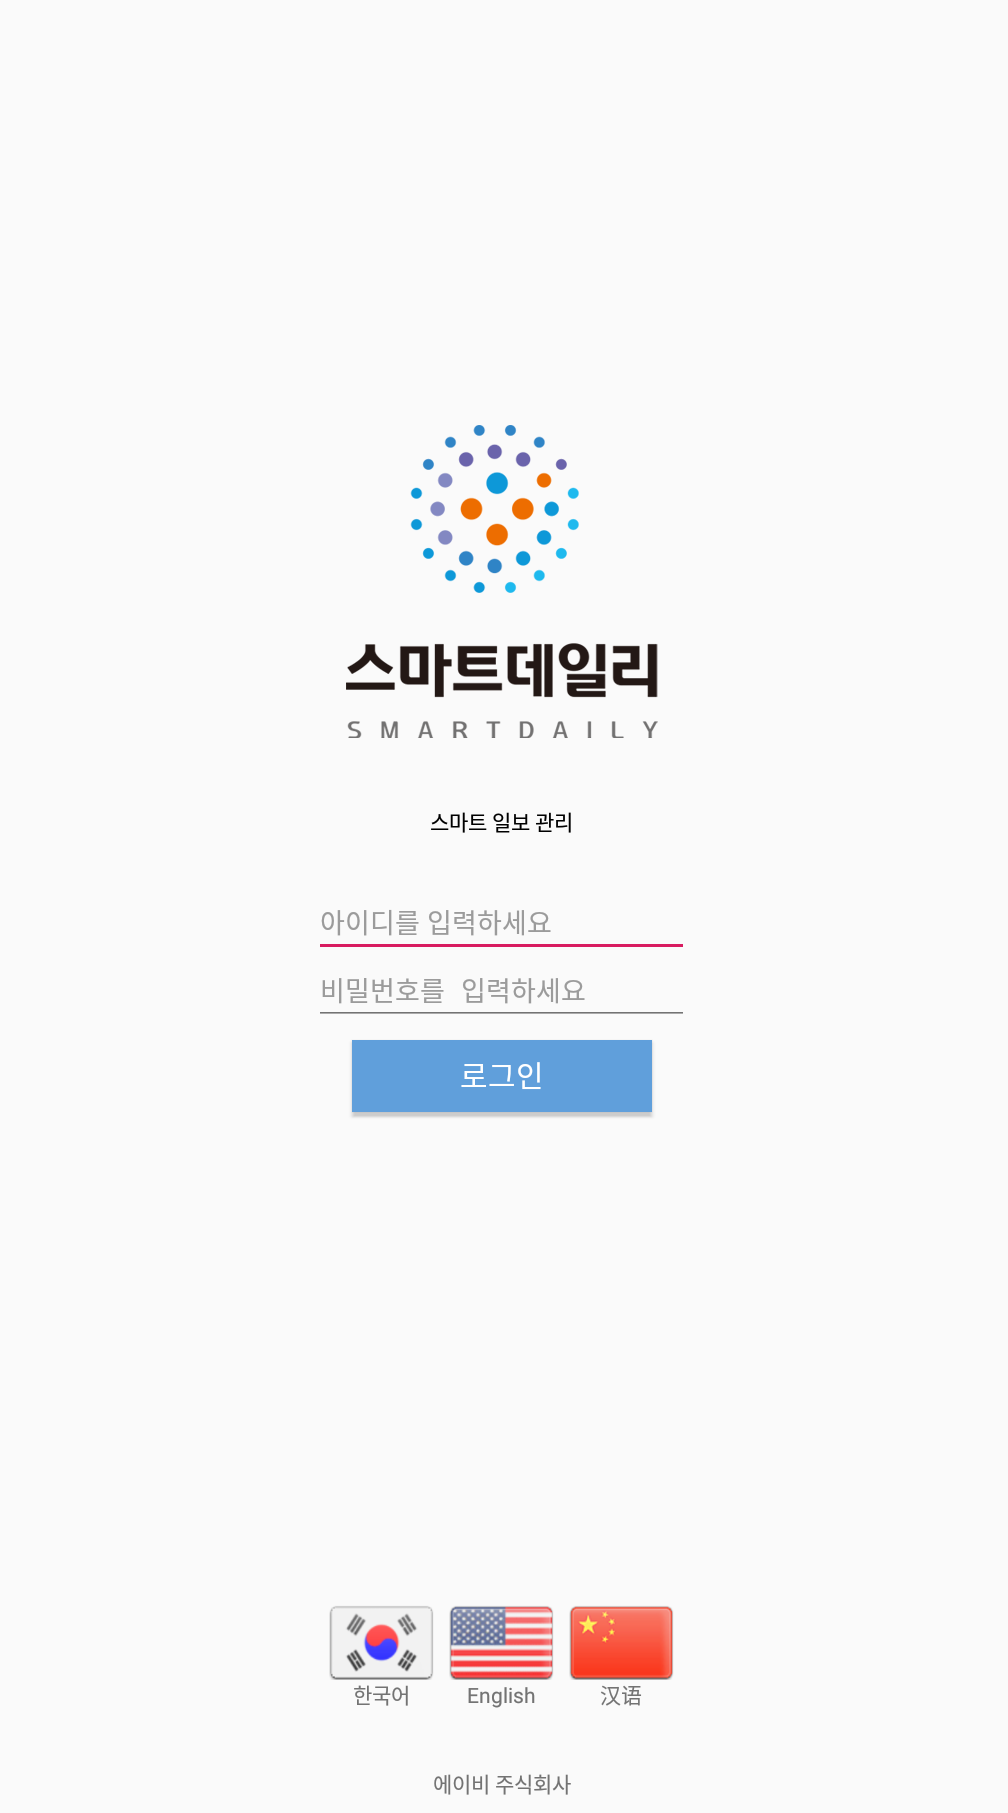 스마트데일리
SMARTDAILY
스마트 일보 관리
아이디를 입력하세요
비밀번호를 입력하세요
로그인
한국어 English 汉语
에이비 주식회사